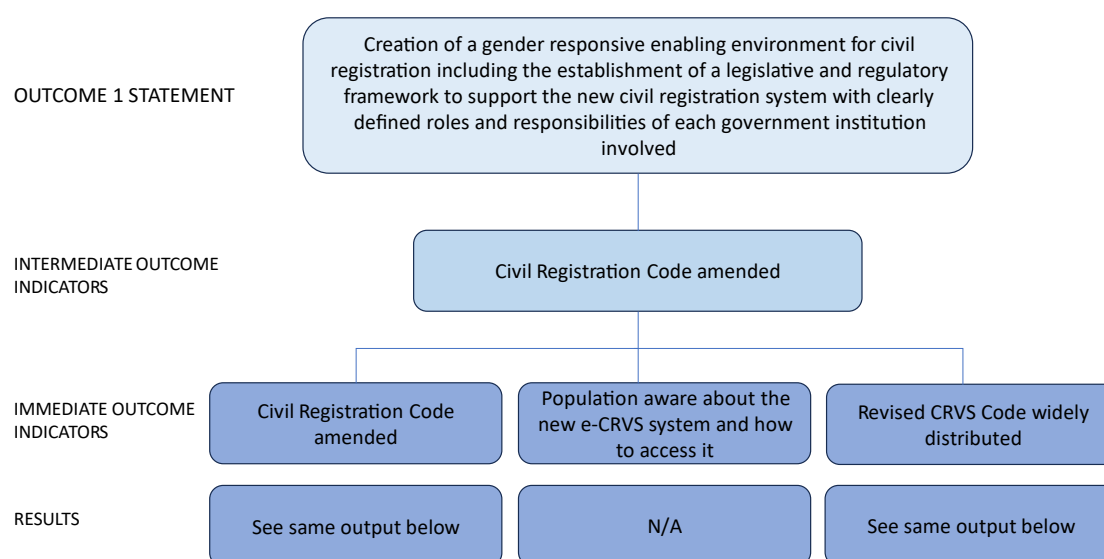 OUTCOME 1 STATEMENT
Creation of a gender responsive enabling environment for civil
registration including the establishment of a legislative and regulatory
framework to support the new civil registration system with clearly
defined roles and responsibilities of each government institution
involved
INTERMEDIATE OUTCOME
INDICATORS
Civil Registration Code amended
IMMEDIATE OUTCOME
INDICATORS
Civil Registration Code
amended
Population aware about the
new e-CRVS system and how
to access it
Revised CRVS Code widely
distributed
RESULTS
See same output below
N/A
See same output below